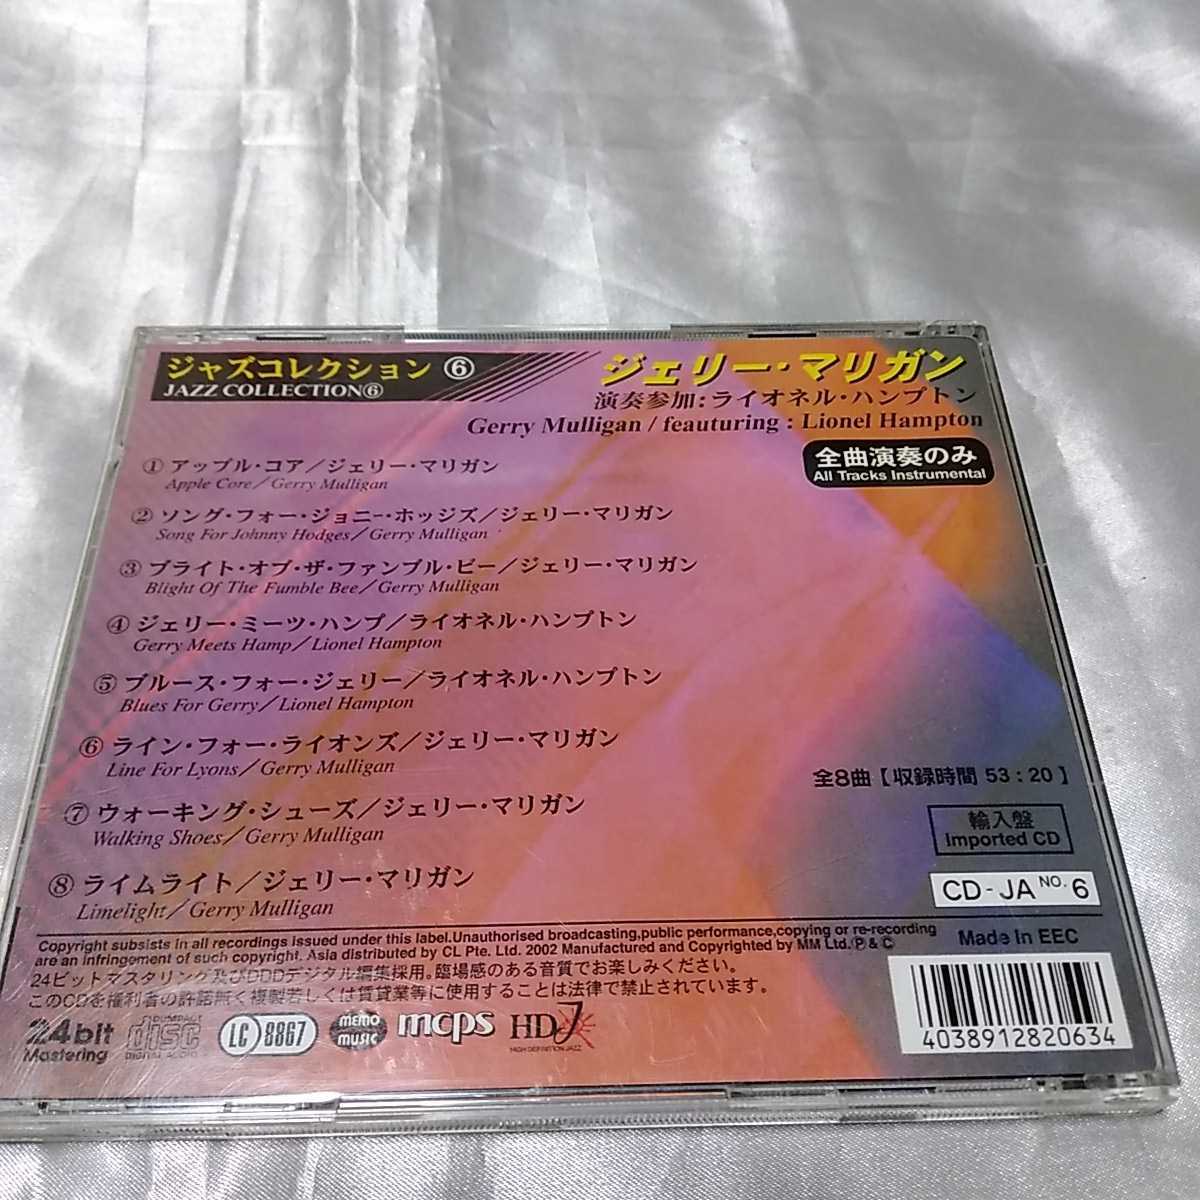 ジャズコレクション ⑥
JAZZ COLLECTION⑥
ジェリー・マリガン
演奏参加:ライオネル・ハンプトン
Gerry Mulligan / feauturing : Lionel Hampton
全曲演奏のみ
All Tracks Instrumental
① アップル・コア/ジェリー・マリガン
Apple Core/Gerry Mulligan
② ソング・フォー・ジョニー・ホッジズ/ジェリー・マリガン
Song For Johnny Hodges/Gerry Mulligan
③ ブライト・オブ・ザ・ファンブル・ビー/ジェリー・マリガン
Blight Of The Fumble Bee/Gerry Mulligan
④ ジェリー・ミーツ・ハンプ/ライオネル・ハンプトン
Gerry Meets Hamp/Lionel Hampton
⑤ ブルース・フォー・ジェリー/ライオネル・ハンプトン
Blues For Gerry/Lionel Hampton
⑥ ライン・フォー・ライオンズ/ジェリー・マリガン
Line For Lyons/Gerry Mulligan
⑦ ウォーキング・シューズ/ジェリー・マリガン
Walking Shoes/Gerry Mulligan
⑧ ライムライト/ジェリー・マリガン
Limelight/Gerry Mulligan
全8曲【収録時間 53:20】
輸入盤
Imported CD
CD-JA NO. 6
Made in EEC
Copyright subsists in all recordings issued under this label.Unauthorised broadcasting,public performance,copying or re-recording
are an infringement of such copyright. Asia distributed by CL Pte. Ltd. 2002 Manufactured and Copyrighted by MM Ltd.℗ & ©
24ビットマスタリング及びDDDデジタル編集採用。臨場感のある音質でお楽しみください。
このCDを権利者の許諾無く複製若しくは賃貸業等に使用することは法律で禁止されています。
24bit
Mastering
COMPACT
disc
DIGITAL AUDIO
LC 8867
MEMO
MUSIC
mcps
HDJ
HIGH DEFINITION JAZZ
4038912820634